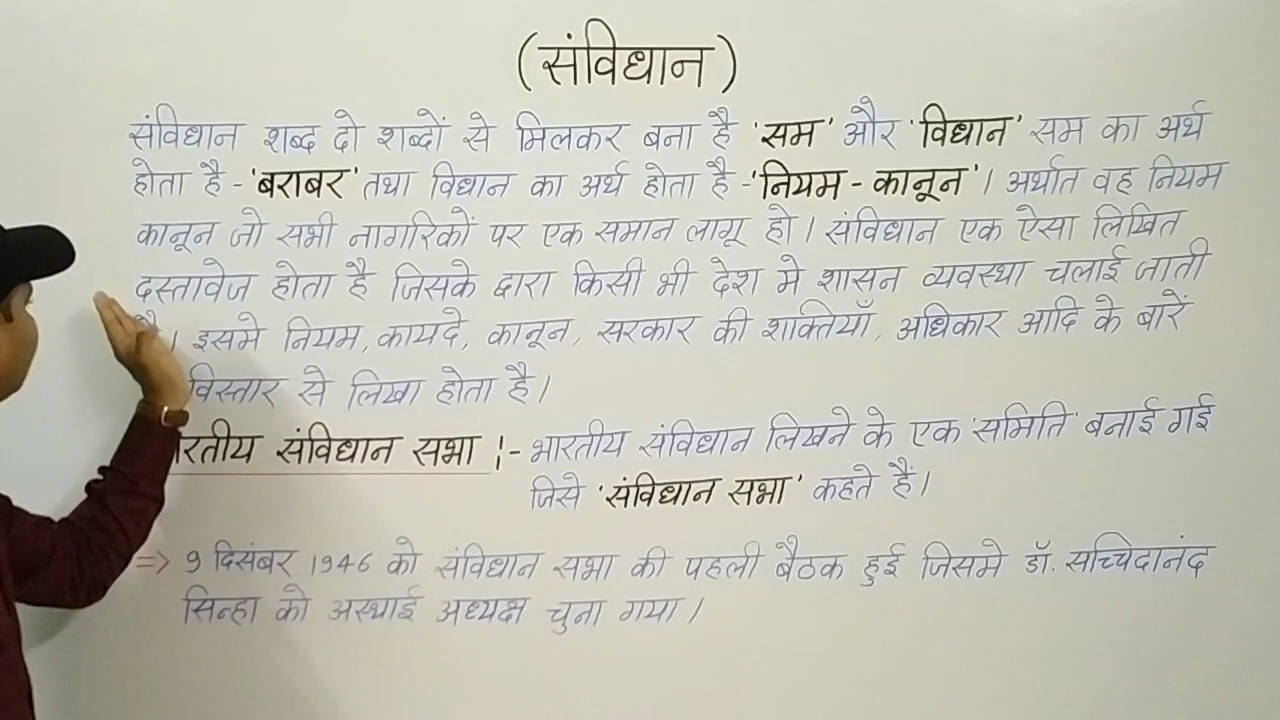 (संविधान)
संविधान शब्द दो शब्दों से मिलकर बना है 'सम' और 'विधान' सम का अर्थ
होता है - 'बराबर' तथा विधान का अर्थ होता है -'नियम - कानून'। अर्थात वह नियम
कानून जो सभी नागरिकों पर एक समान लागू हो। संविधान एक ऐसा लिखित
दस्तावेज होता है जिसके द्वारा किसी भी देश मे शासन व्यवस्था चलाई जाती
है। इसमे नियम, कायदे, कानून, सरकार की शक्तियाँ, अधिकार आदि के बारें
विस्तार से लिखा होता है।
रतीय संविधान सभा :- भारतीय संविधान लिखने के एक 'समिति' बनाई गई
जिसे 'संविधान सभा' कहते हैं।
=> 9 दिसंबर 1946 को संविधान सभा की पहली बैठक हुई जिसमे डॉ. सच्चिदानंद
सिन्हा को अस्थाई अध्यक्ष चुना गया।